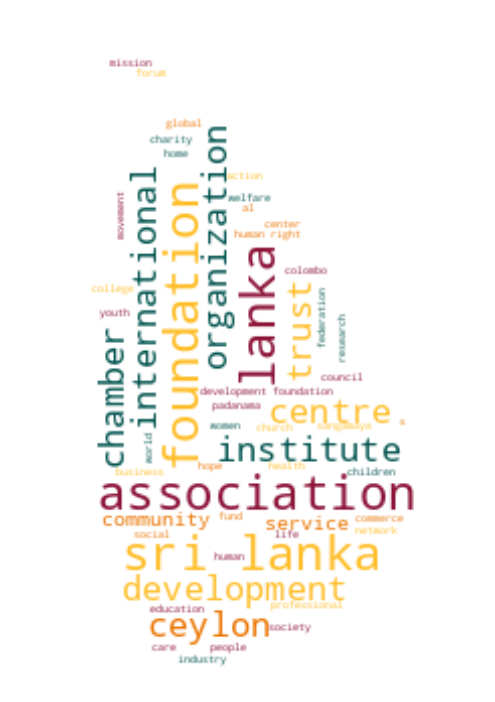 mission
forum
global
charity
home
organization
action
welfare
al
center
human right
international
foundation
movement
lanka
colombo
college
trust
federation
youth
research
chamber
council
development foundation
padanama
centre
s
women
church
sangamaya
world
institute
hope
health
business
children
association
community
fund
service
commerce
network
social
life
sri lanka
human
development
education
professional
ceylon
society
care
people
industry